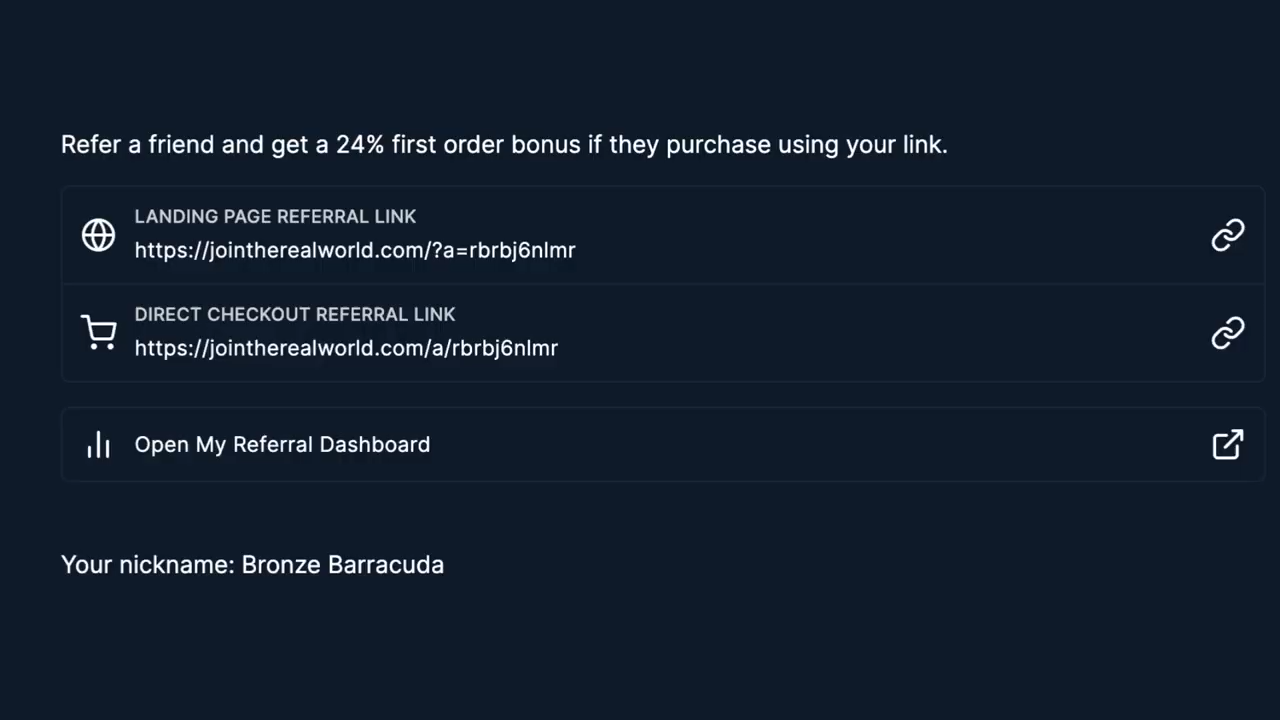 Refer a friend and get a 24% first order bonus if they purchase using your link.
LANDING PAGE REFERRAL LINK
https://jointherealworld.com/?a=rbrbj6nlmr
DIRECT CHECKOUT REFERRAL LINK
https://jointherealworld.com/a/rbrbj6nlmr
Open My Referral Dashboard
Your nickname: Bronze Barracuda